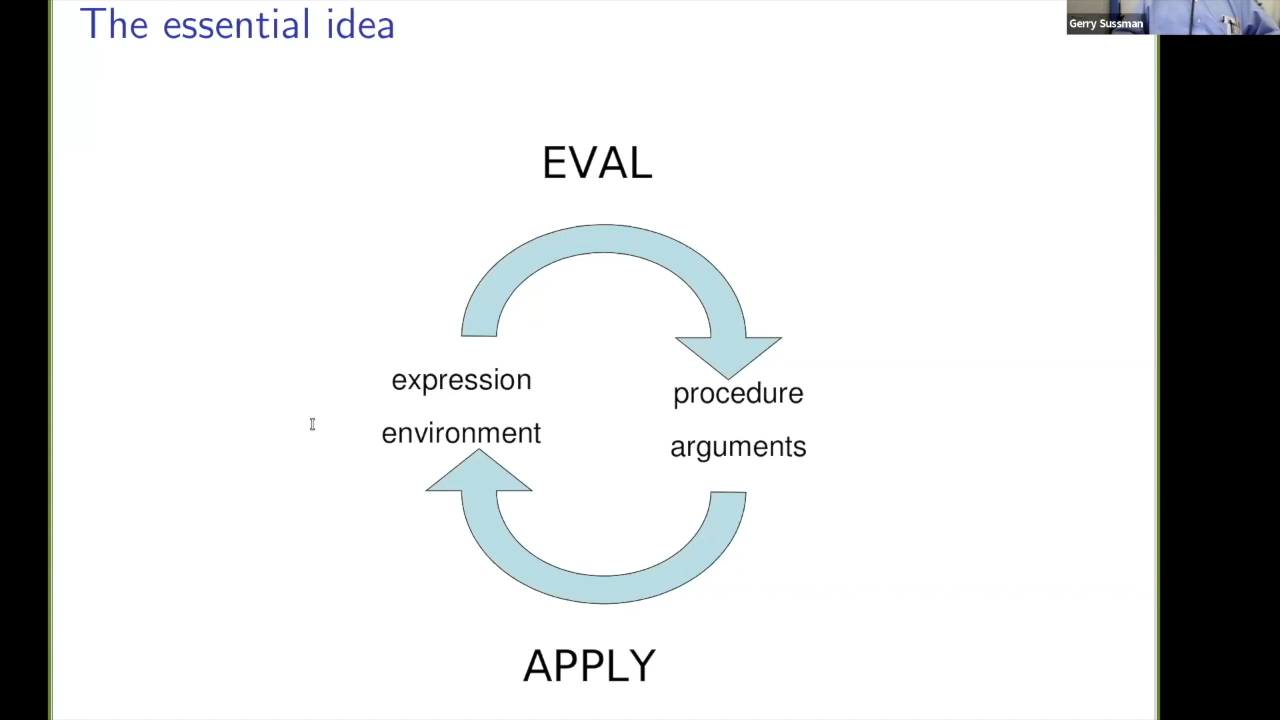 The essential idea
Gerry Sussman
EVAL
expression
procedure
environment
arguments
APPLY